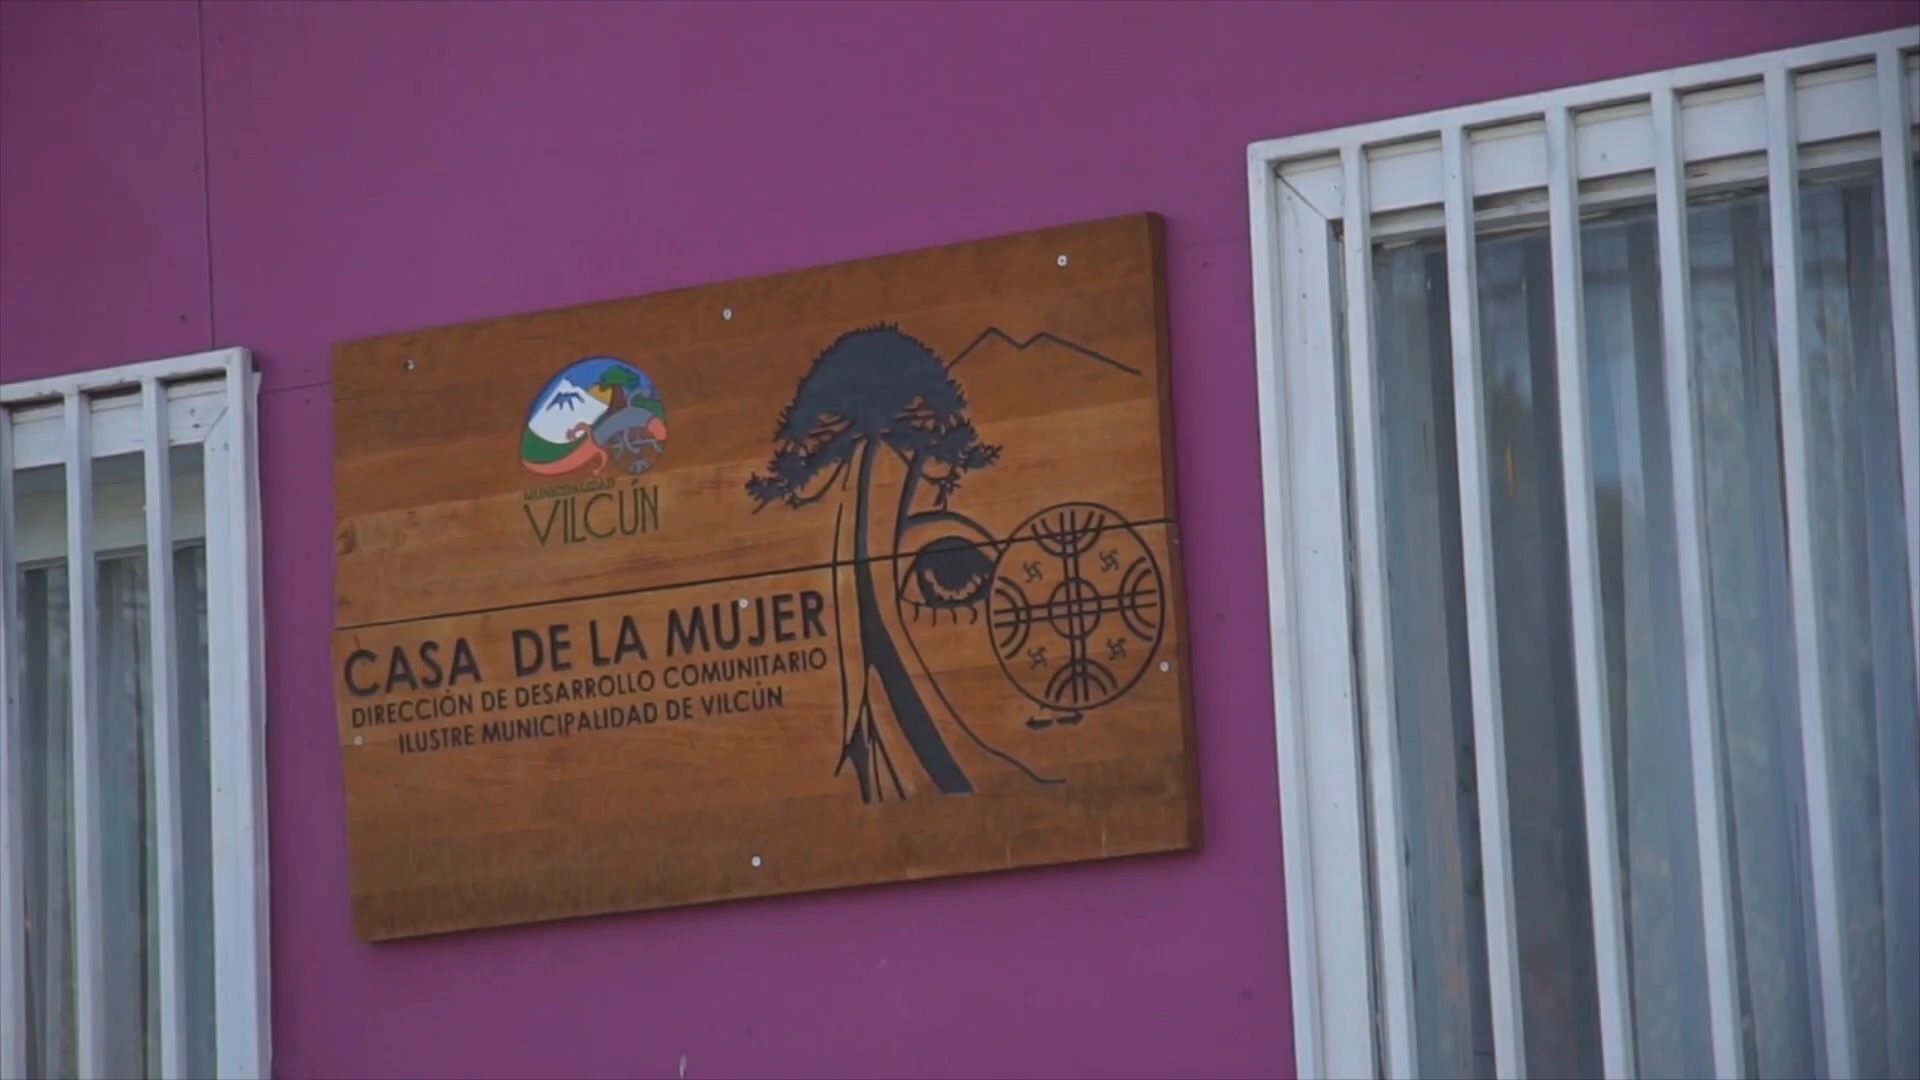 MUNICIPALIDAD
VILCÚN
CASA DE LA MUJER
DIRECCIÓN DE DESARROLLO COMUNITARIO
ILUSTRE MUNICIPALIDAD DE VILCÚN